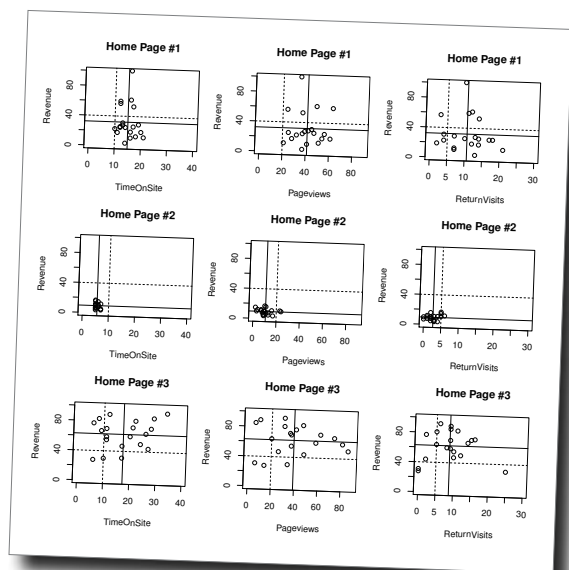 Home Page #1
Home Page #1
Home Page #1
Revenue
0 40 80
0 10 20 30 40
TimeOnSite
Revenue
0 40 80
0 20 40 60 80
Pageviews
Revenue
0 40 80
0 5 10 20 30
ReturnVisits
Home Page #2
Home Page #2
Home Page #2
Revenue
0 40 80
0 10 20 30 40
TimeOnSite
Revenue
0 40 80
0 20 40 60 80
Pageviews
Revenue
0 40 80
0 5 10 20 30
ReturnVisits
Home Page #3
Home Page #3
Home Page #3
Revenue
0 40 80
0 10 20 30 40
TimeOnSite
Revenue
0 40 80
0 20 40 60 80
Pageviews
Revenue
0 40 80
0 5 10 20 30
ReturnVisits